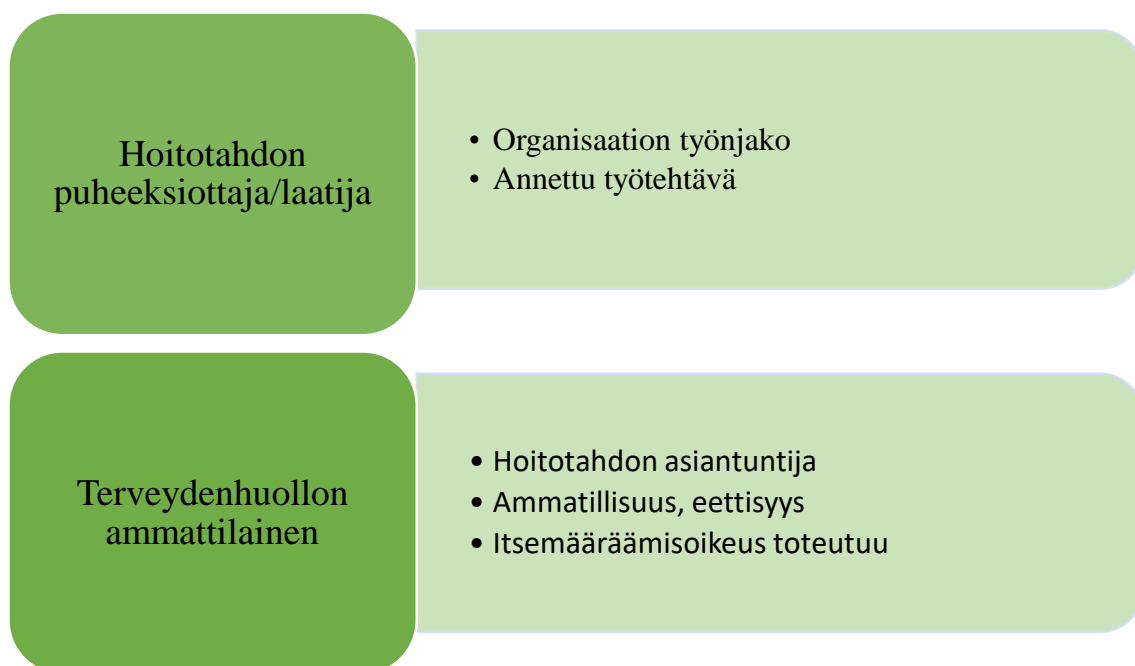 Hoitotahdon
puheeksiottaja/laatija
• Organisaation työnjako
• Annettu työtehtävä
Terveydenhuollon
ammattilainen
• Hoitotahdon asiantuntija
• Ammatillisuus, eettisyys
• Itsemääräämisoikeus toteutuu